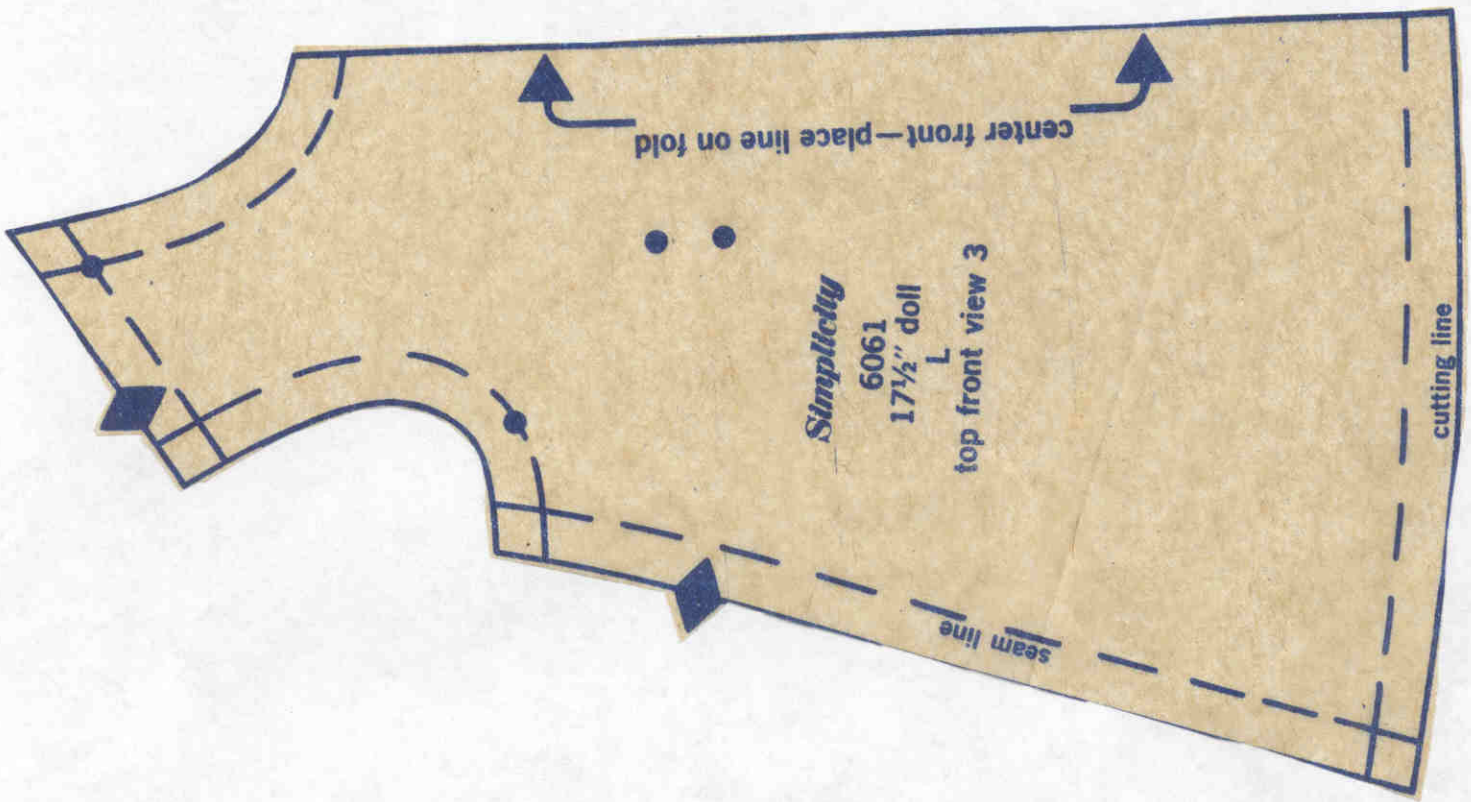 center front—place line on fold
Simplicity
6061
17½" doll
L
top front view 3
seam line
cutting line